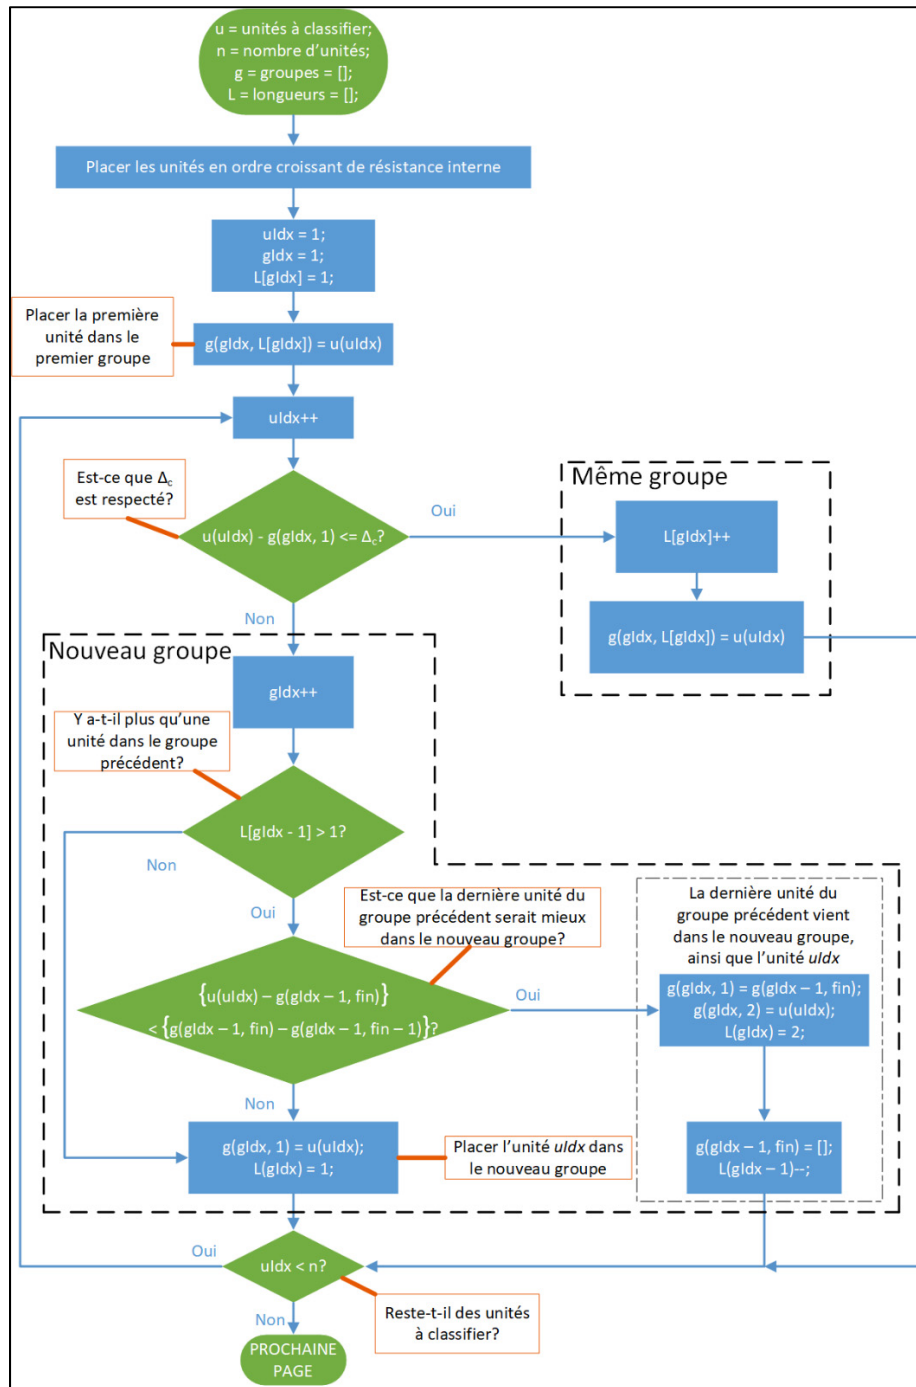 u = unités à classifier;
n = nombre d'unités;
g = groupes = [];
L = longueurs = [];
Placer les unités en ordre croissant de résistance interne
uIdx = 1;
gIdx = 1;
L[gIdx] = 1;
Placer la première
unité dans le
premier groupe
g(gIdx, L[gIdx]) = u(uIdx)
uIdx++
Est-ce que Δc
est respecté?
u(uIdx) - g(gIdx, 1) <= Δc?
Oui
Même groupe
L[gIdx]++
g(gIdx, L[gIdx]) = u(uIdx)
Non
Nouveau groupe
gIdx++
Y a-t-il plus qu'une
unité dans le groupe
précédent?
L[gIdx - 1] > 1?
Non
Oui
Est-ce que la dernière unité du
groupe précédent serait mieux
dans le nouveau groupe?
{u(uIdx) – g(gIdx – 1, fin)}
< {g(gIdx – 1, fin) – g(gIdx – 1, fin – 1)}?
Oui
La dernière unité du
groupe précédent vient
dans le nouveau groupe,
ainsi que l'unité uIdx
g(gIdx, 1) = g(gIdx – 1, fin);
g(gIdx, 2) = u(uIdx);
L(gIdx) = 2;
g(gIdx – 1, fin) = [];
L(gIdx – 1)--;
Non
g(gIdx, 1) = u(uIdx);
L(gIdx) = 1;
Placer l'unité uIdx dans
le nouveau groupe
Oui
uIdx < n?
Reste-t-il des unités
à classifier?
Non
PROCHAINE
PAGE